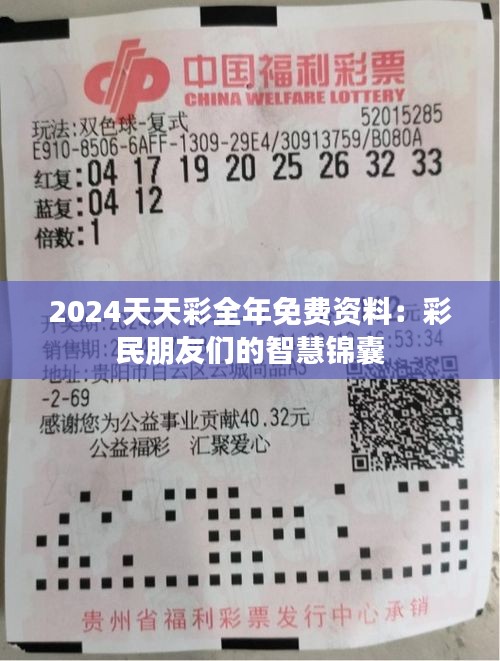 中国福利彩票
CHINA WELFARE LOTTERY
玩法:双色球-复式 52015285
E910-8506-6AFF-1309-29E4/30913759/B080A
红复:04 17 19 20 25 26 32 33
蓝复:04 12
倍数:1
2024天天彩全年免费资料：彩
民朋友们的智慧锦囊
销售期:2 16:53:34
地址:贵阳市白云区云城尚品A3
-2-69
感谢您为公益事业贡献40.32元
公益福彩 汇聚爱心
贵州省福利彩票发行中心承销